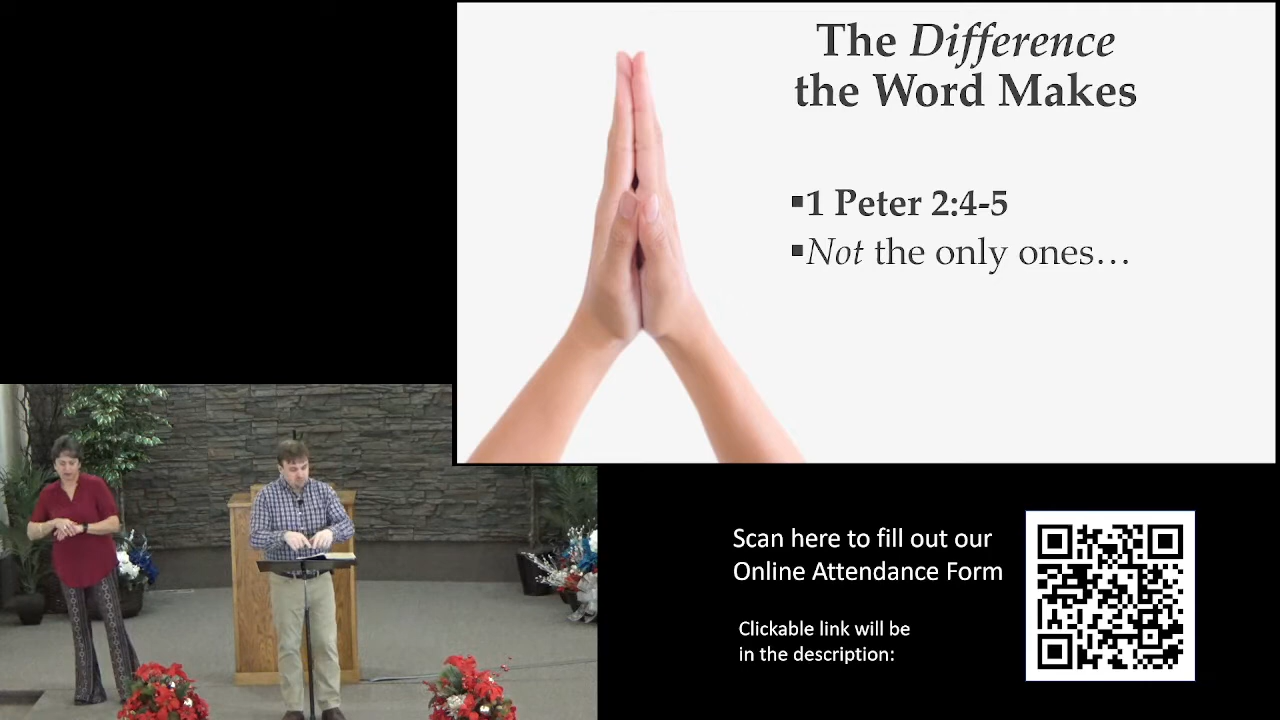 The Difference
the Word Makes
▪1 Peter 2:4-5
▪Not the only ones…
Scan here to fill out our
Online Attendance Form
Clickable link will be
in the description: